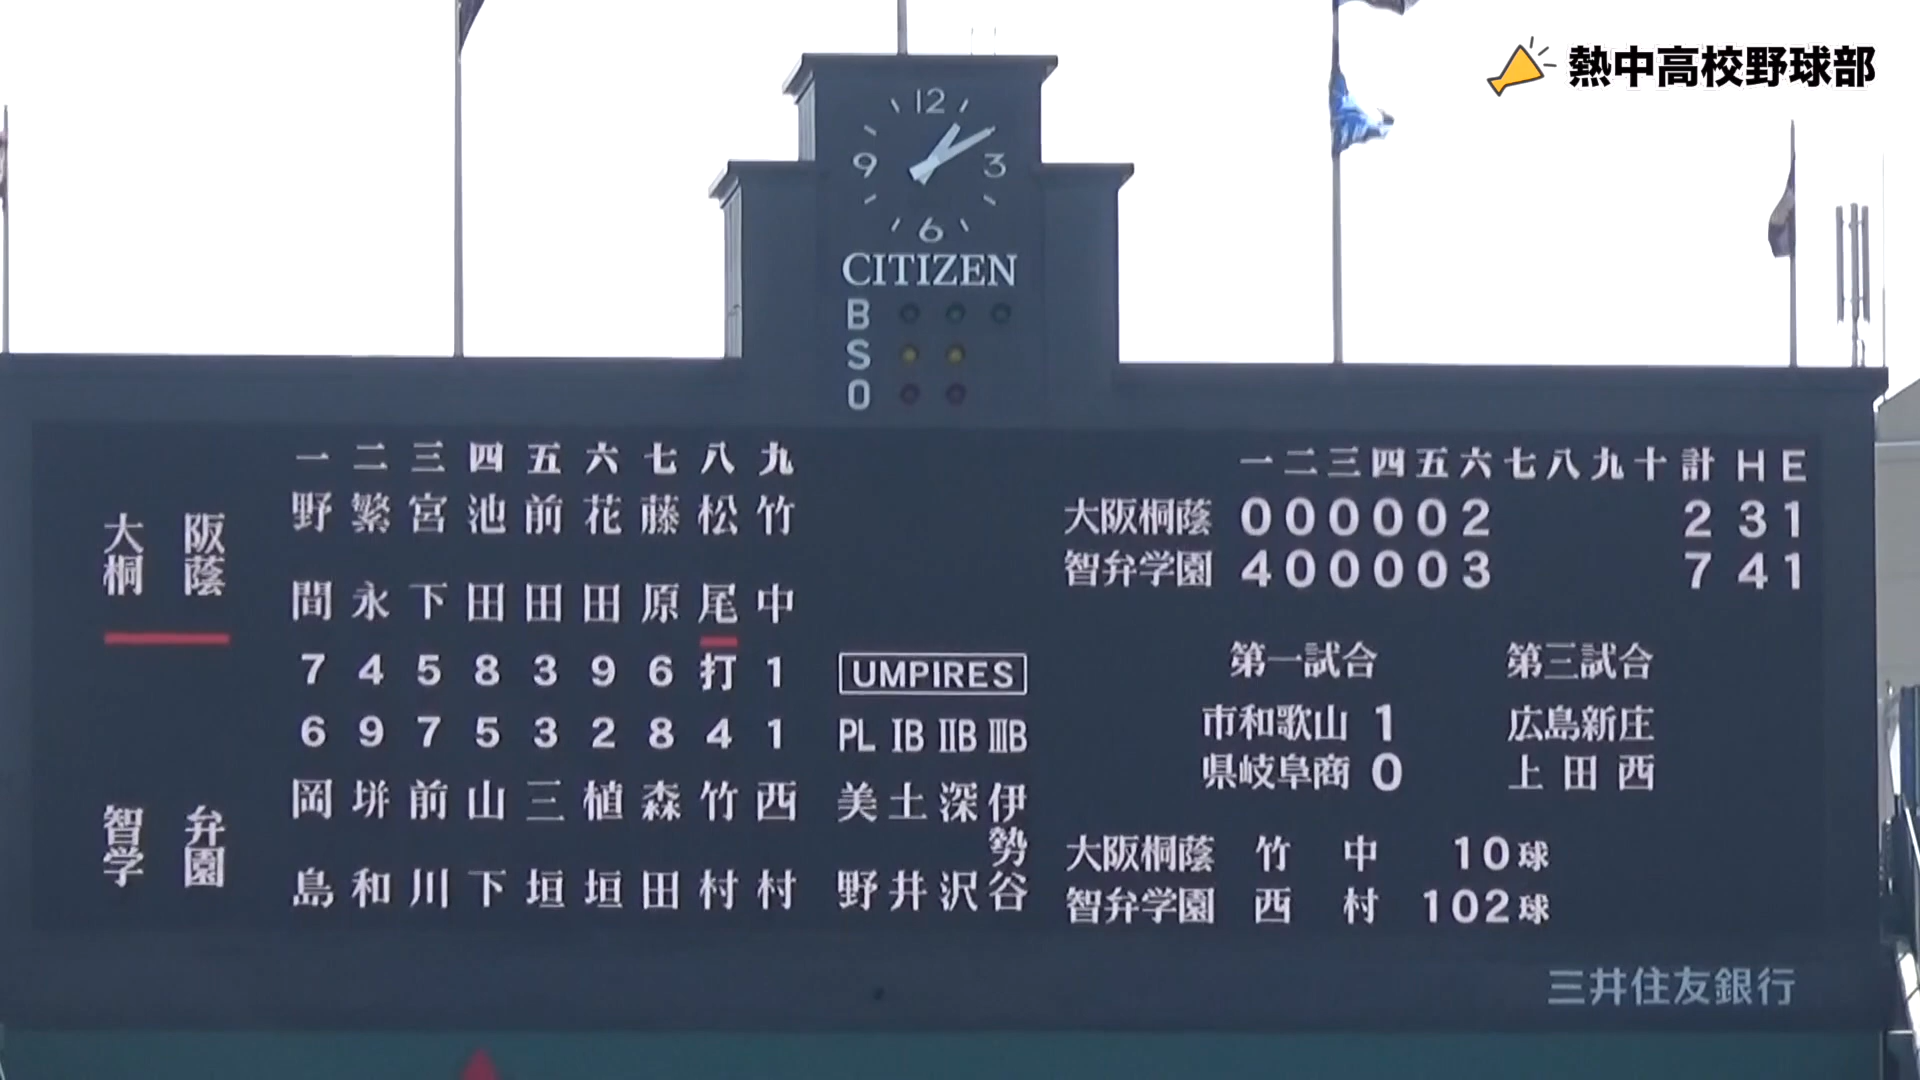 熱中高校野球部
12
9 3
6
CITIZEN
B
S
O
一 二 三 四 五 六 七 八 九
大桐 阪蔭
野間 繁永 宮下 池田 前田 花田 藤原 松尾 竹中
7 4 5 8 3 9 6 打 1
6 9 7 5 3 2 8 4 1
智学 弁園
岡島 垪和 前川 山下 三垣 植垣 森田 竹村 西村
UMPIRES
PL IB IIB IIIB
美野 土井 深沢 伊勢谷
一 二 三 四 五 六 七 八 九 十 計 H E
大阪桐蔭 0 0 0 0 0 2 2 3 1
智弁学園 4 0 0 0 0 3 7 4 1
第一試合 第三試合
市和歌山 1 広島新庄
県岐阜商 0 上田西
大阪桐蔭 竹中 10球
智弁学園 西村 102球
三井住友銀行